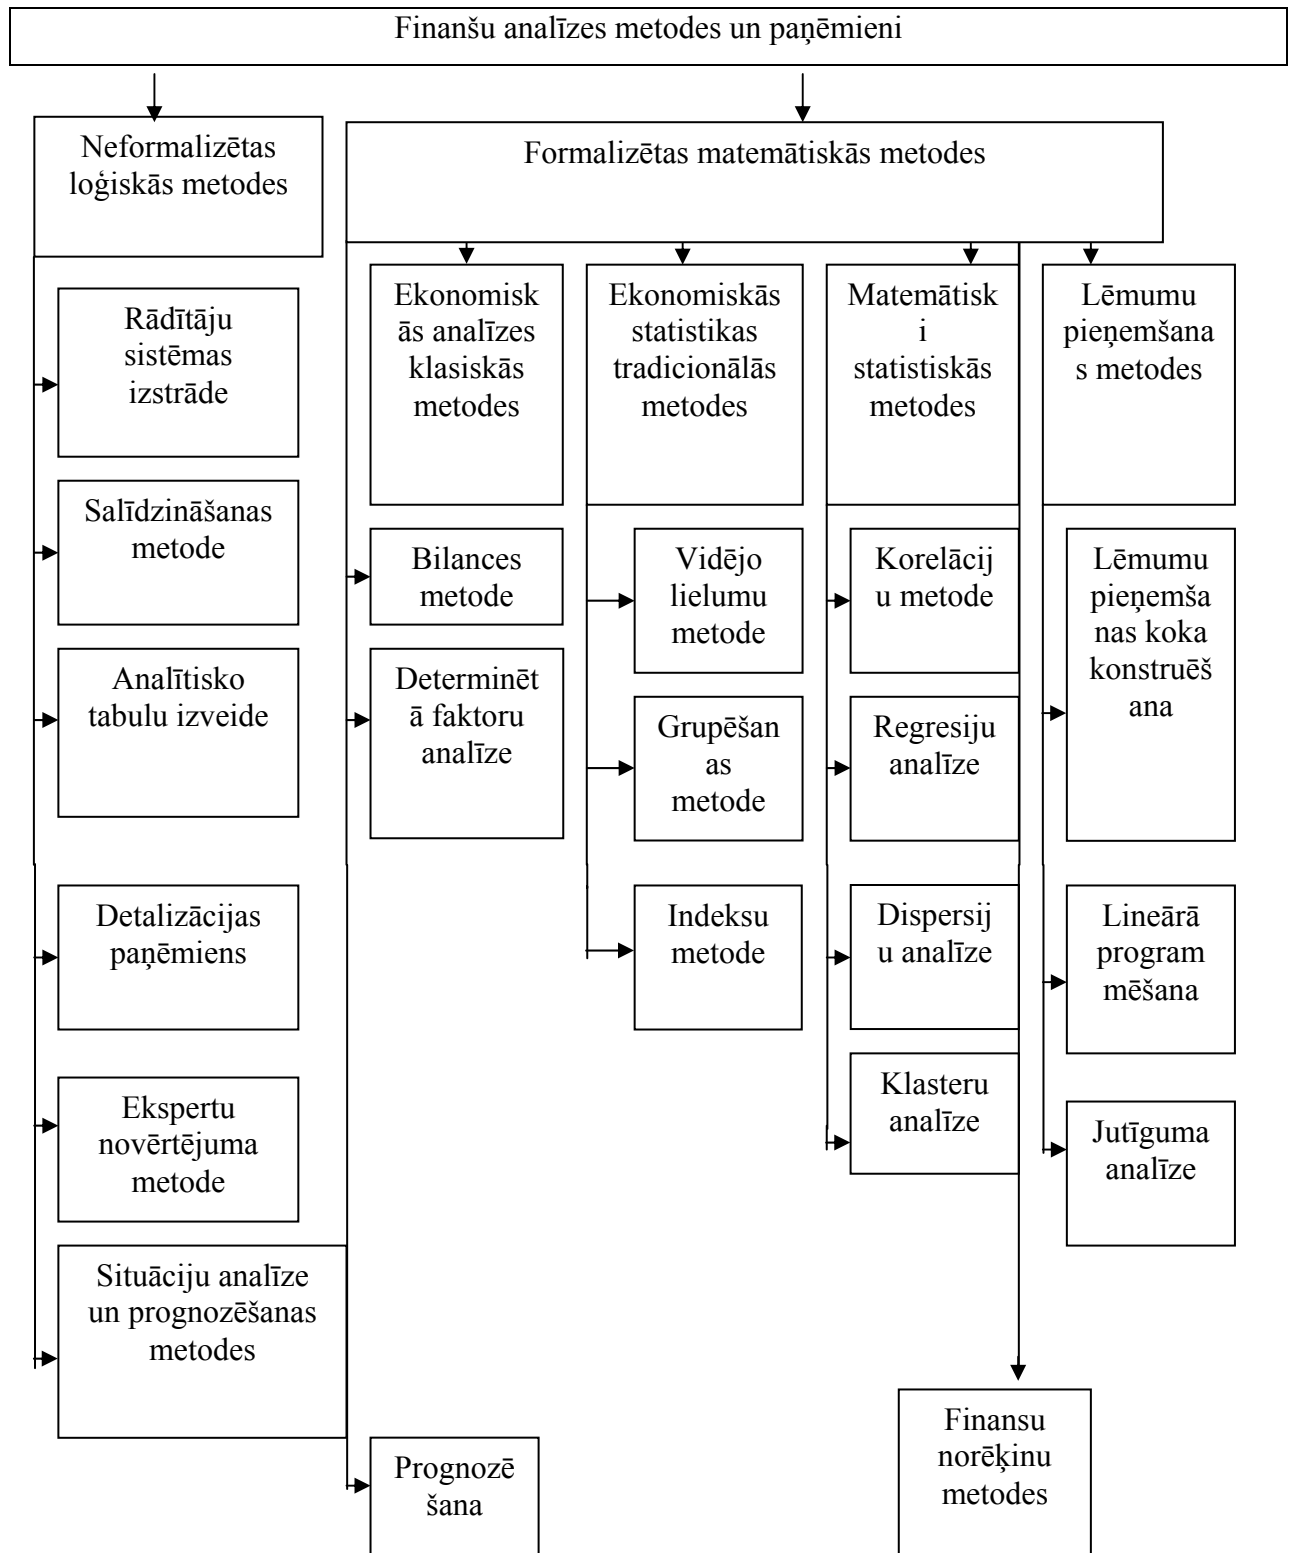 Finanšu analīzes metodes un paņēmieni
Neformalizētas
loģiskās metodes
Formalizētas matemātiskās metodes
Rādītāju
sistēmas
izstrāde
Salīdzināšanas
metode
Analītisko
tabulu izveide
Detalizācijas
paņēmiens
Ekspertu
novērtējuma
metode
Situāciju analīze
un prognozēšanas
metodes
Ekonomisk
ās analīzes
klasiskās
metodes
Bilances
metode
Determinēt
ā faktoru
analīze
Prognozē
šana
Ekonomiskās
statistikas
tradicionālās
metodes
Vidējo
lielumu
metode
Grupēšan
as
metode
Indeksu
metode
Matemātisk
i
statistiskās
metodes
Korelācij
u metode
Regresiju
analīze
Dispersij
u analīze
Klasteru
analīze
Finansu
norēķinu
metodes
Lēmumu
pieņemšana
s metodes
Lēmumu
pieņemša
nas koka
konstruēš
ana
Lineārā
program
mēšana
Jutīguma
analīze